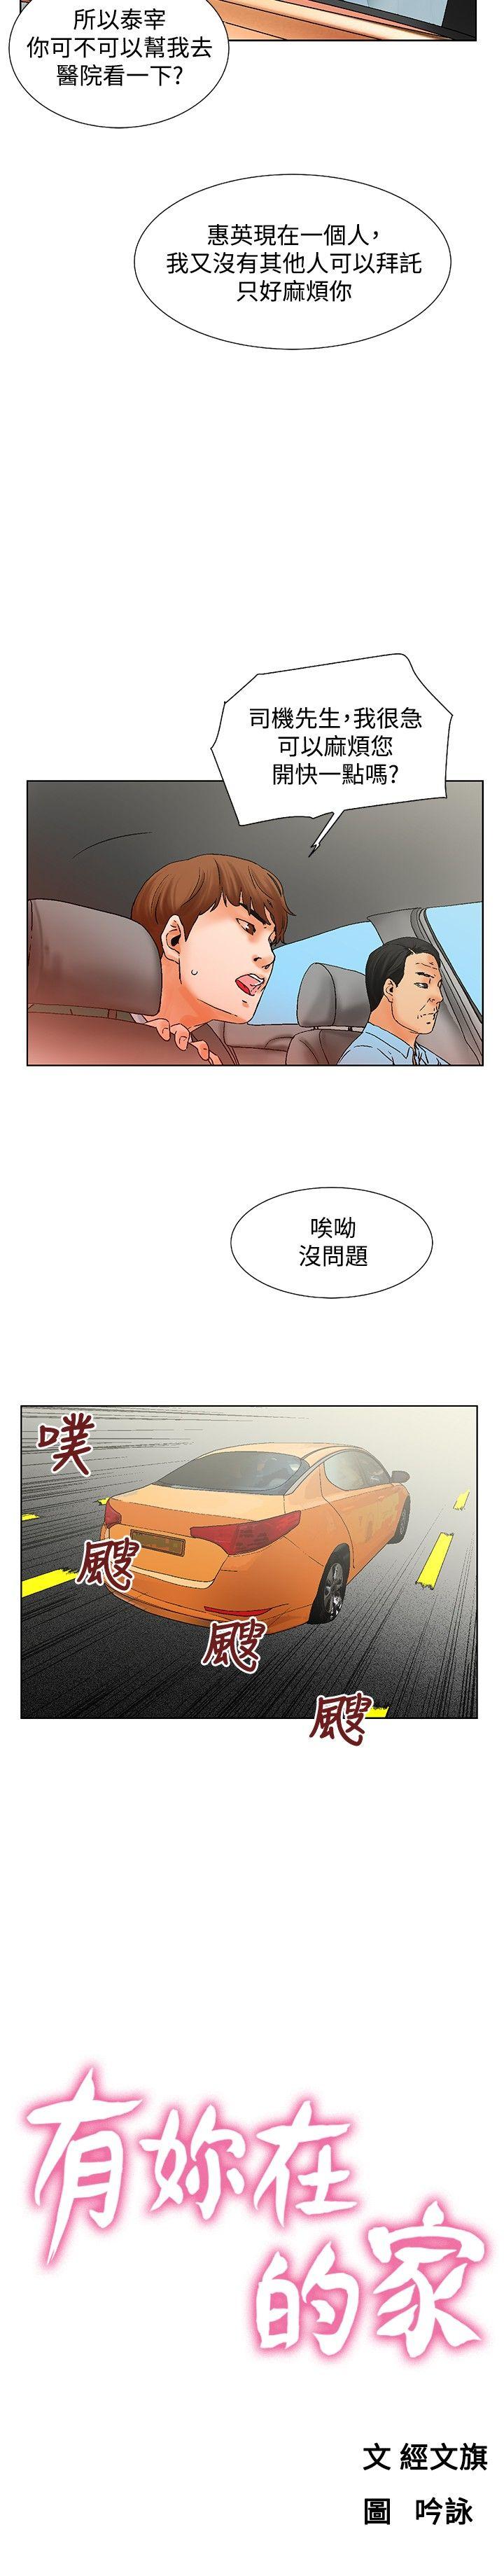 所以泰宰
你可不可以幫我去
醫院看一下?
惠英現在一個人,
我又沒有其他人可以拜託
只好麻煩你
司機先生,我很急
可以麻煩您
開快一點嗎?
唉呦
沒問題
噗
颼
颼
颼
有妳在
的家
文 經文旗
圖 吟詠